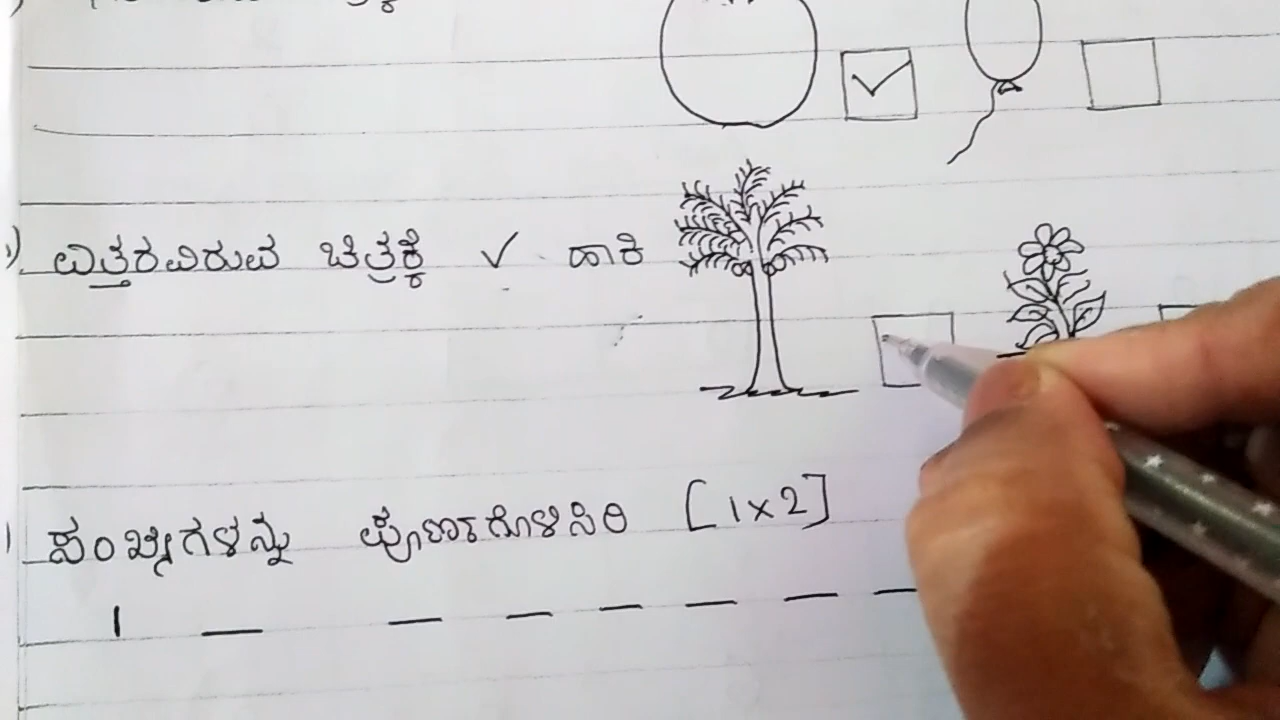 ಎತ್ತರವಿರುವ ಚಿತ್ರಕ್ಕೆ ✓ ಹಾಕಿ
ಸಂಖ್ಯೆಗಳನ್ನು ಪೂರ್ಣಗೊಳಿಸಿರಿ [1x2]
1 _ _ _ _ _ _ _